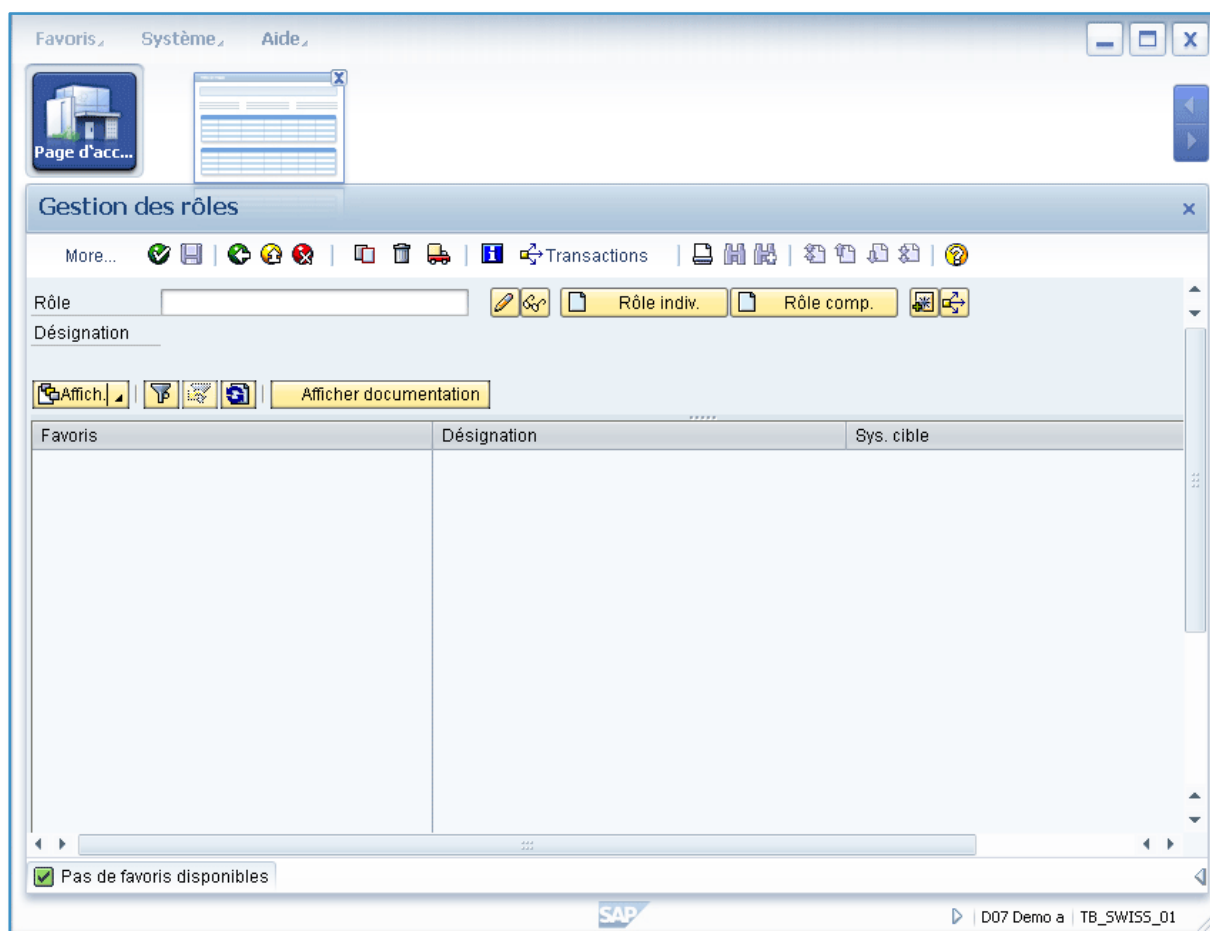 Favoris Système Aide
Page d'acc...
Gestion des rôles
More... Transactions
Rôle Rôle indiv. Rôle comp.
Désignation
Affich. Afficher documentation
Favoris Désignation Sys. cible
Pas de favoris disponibles
SAP D07 Demo a TB_SWISS_01